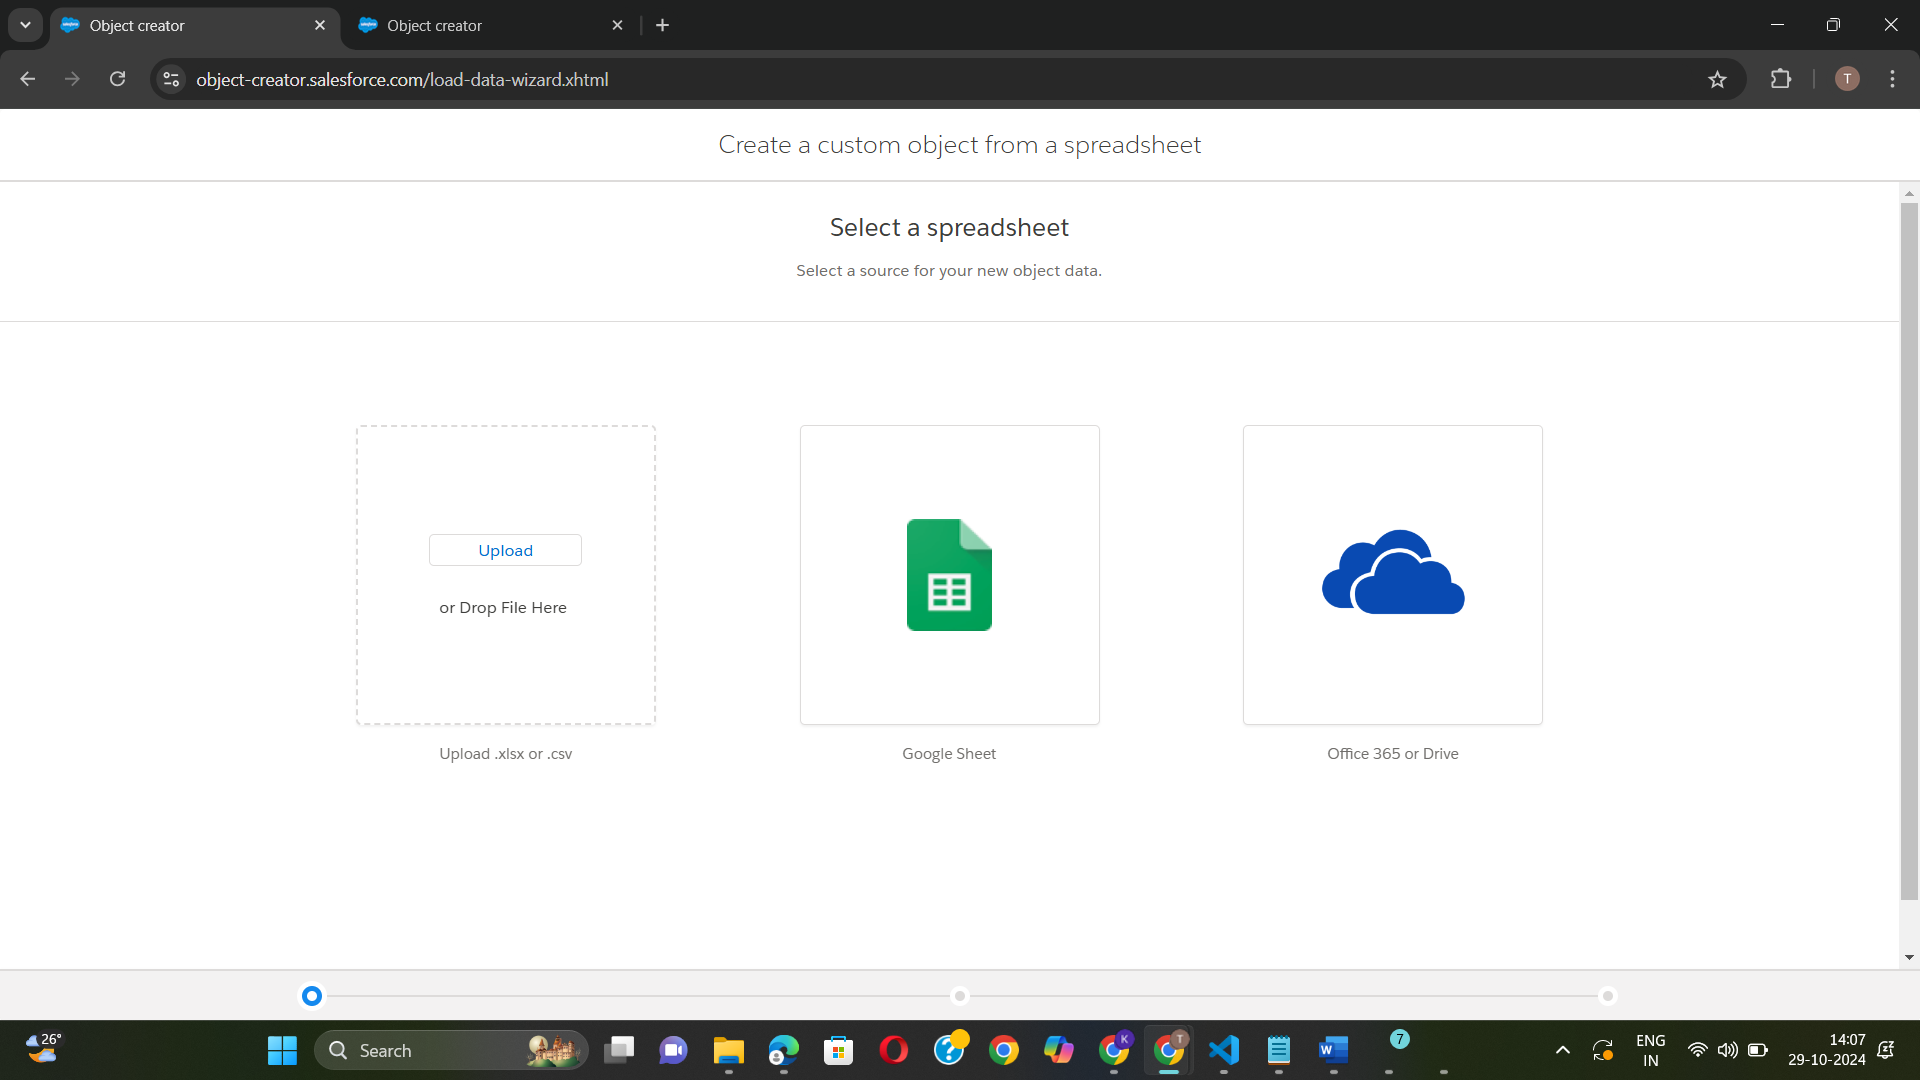 Object creator
Object creator
object-creator.salesforce.com/load-data-wizard.xhtml
T
Create a custom object from a spreadsheet
Select a spreadsheet
Select a source for your new object data.
Upload
or Drop File Here
Upload .xlsx or .csv
Google Sheet
Office 365 or Drive
26°
Search
K
T
W
7
ENG
IN
14:07
29-10-2024